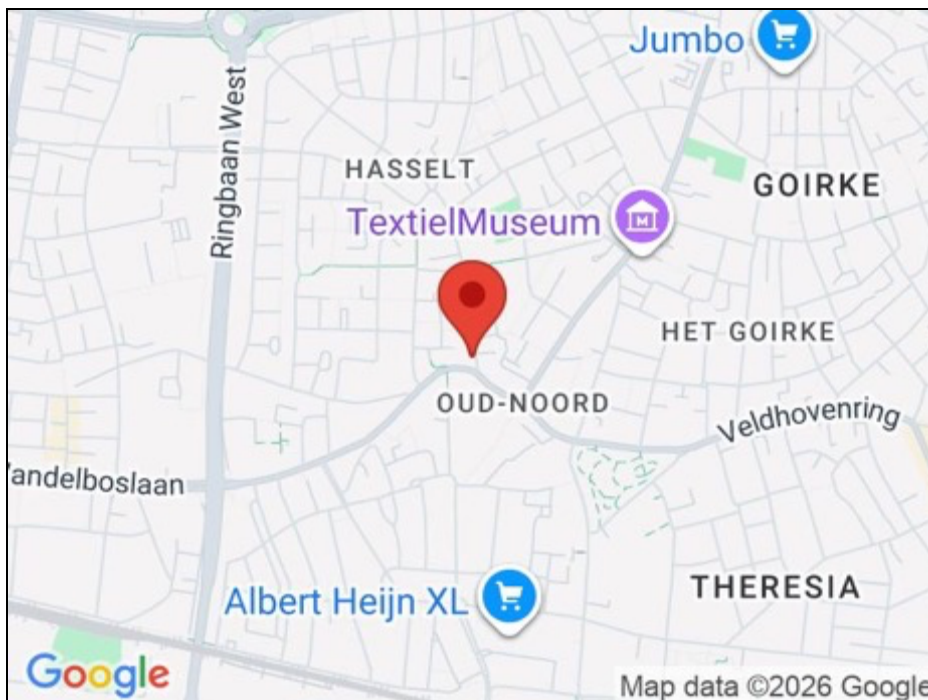 Jumbo
Ringbaan West
HASSELT
GOIRKE
TextielMuseum
HET GOIRKE
OUD-NOORD
Veldhovenring
andelboslaan
THERESIA
Albert Heijn XL
Google
Map data ©2026 Google